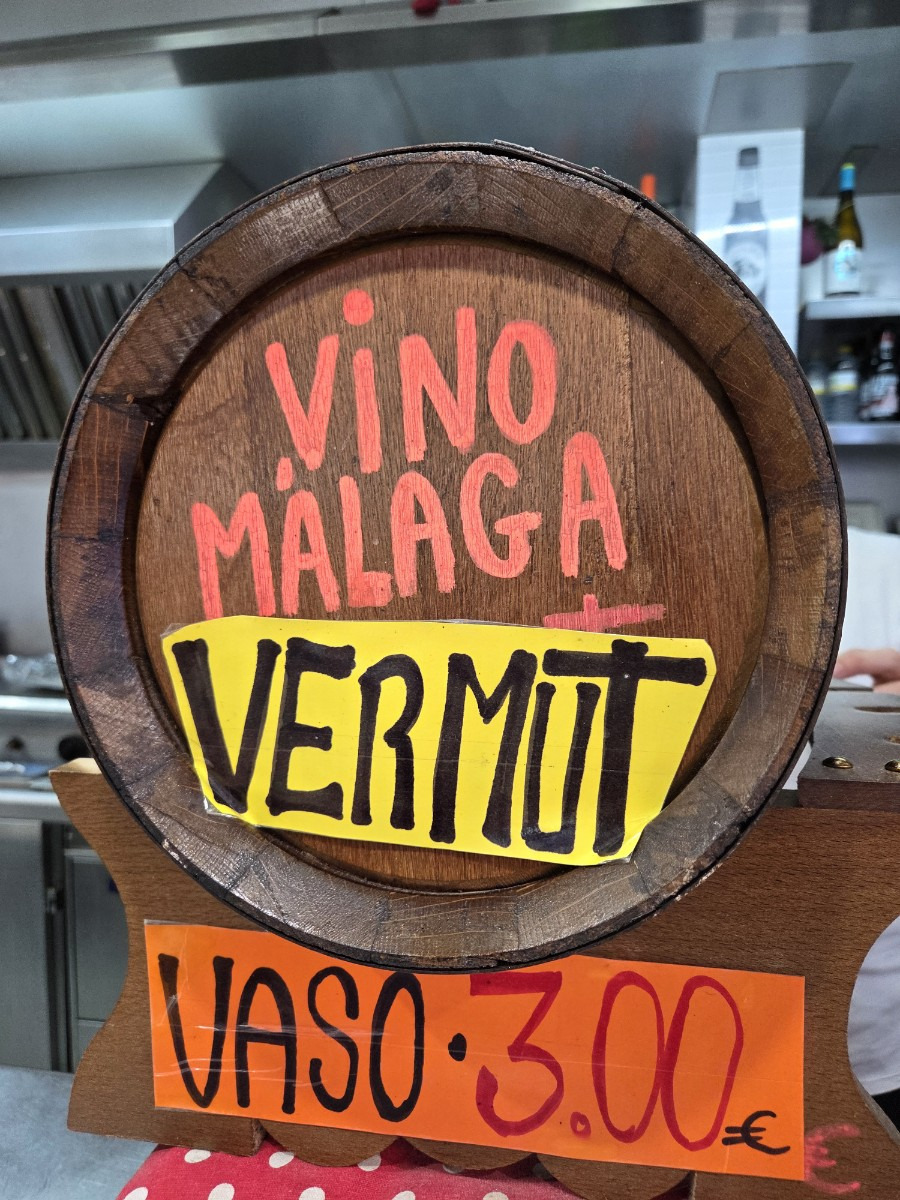 ViNO
MÁLAGA
VERMUT
VASO · 3.00 €